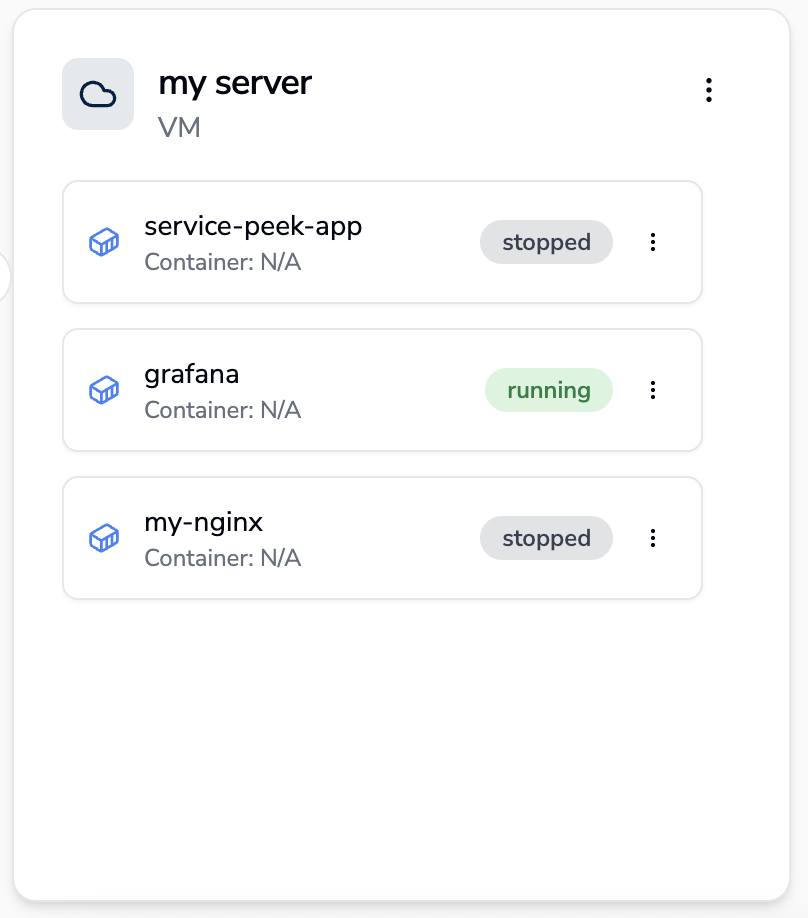 my server
VM
service-peek-app
Container: N/A
stopped
grafana
Container: N/A
running
my-nginx
Container: N/A
stopped